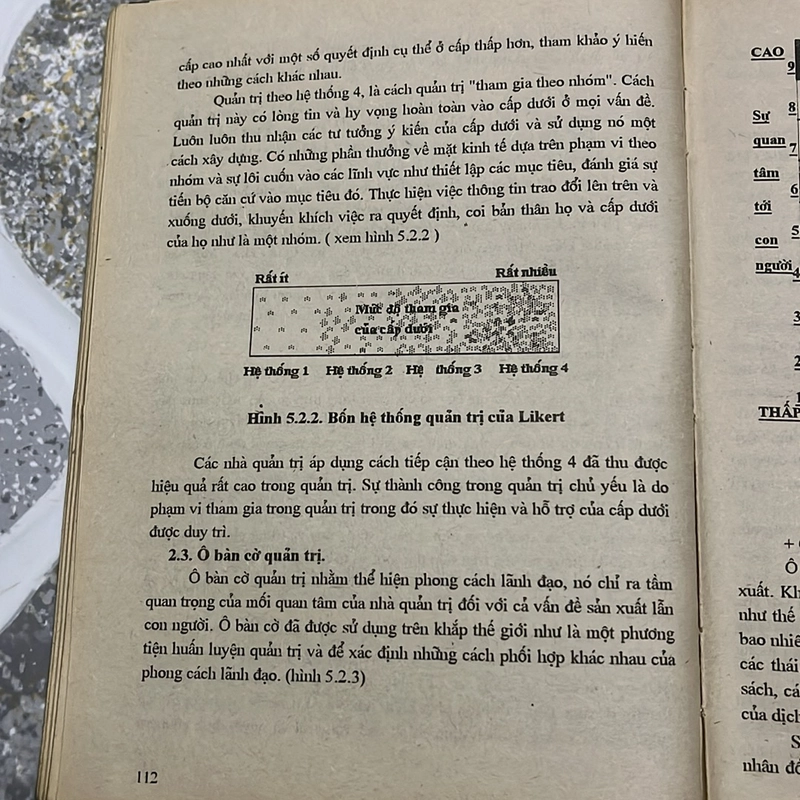 cấp cao nhất với một số quyết định cụ thể ở cấp thấp hơn, tham khảo ý hiến
theo những cách khác nhau.
Quản trị theo hệ thống 4, là cách quản trị "tham gia theo nhóm". Cách
quản trị này có lòng tin và hy vọng hoàn toàn vào cấp dưới ở mọi vấn đề.
Luôn luôn thu nhận các tư tưởng ý kiến của cấp dưới và sử dụng nó một
cách xây dựng. Có những phần thưởng về mặt kinh tế dựa trên phạm vi theo
nhóm và sự lôi cuốn vào các lĩnh vực như thiết lập các mục tiêu, đánh giá sự
tiến bộ căn cứ vào mục tiêu đó. Thực hiện việc thông tin trao đổi lên trên và
xuống dưới, khuyến khích việc ra quyết định, coi bản thân họ và cấp dưới
của họ như là một nhóm. ( xem hình 5.2.2 )
Rất ít Rất nhiều
Mức độ tham gia
của cấp dưới
Hệ thống 1 Hệ thống 2 Hệ thống 3 Hệ thống 4
Hình 5.2.2. Bốn hệ thống quản trị của Likert
Các nhà quản trị áp dụng cách tiếp cận theo hệ thống 4 đã thu được
hiệu quả rất cao trong quản trị. Sự thành công trong quản trị chủ yếu là do
phạm vi tham gia trong quản trị trong đó sự thực hiện và hỗ trợ của cấp dưới
được duy trì.
2.3. Ô bàn cờ quản trị.
Ô bàn cờ quản trị nhằm thể hiện phong cách lãnh đạo, nó chỉ ra tầm
quan trọng của mối quan tâm của nhà quản trị đối với cả vấn đề sản xuất lẫn
con người. Ô bàn cờ đã được sử dụng trên khắp thế giới như là một phương
tiện huấn luyện quản trị và để xác định những cách phối hợp khác nhau của
phong cách lãnh đạo. (hình 5.2.3)
112
CAO
9
Sự 8
quan
7
tâm
6
tới
5
con
người 4
3
2
1
THẤP
+
Ô
xuất.
như thế
bao nhiê
các thái
sách, cá
của dịch
S
nhân đó